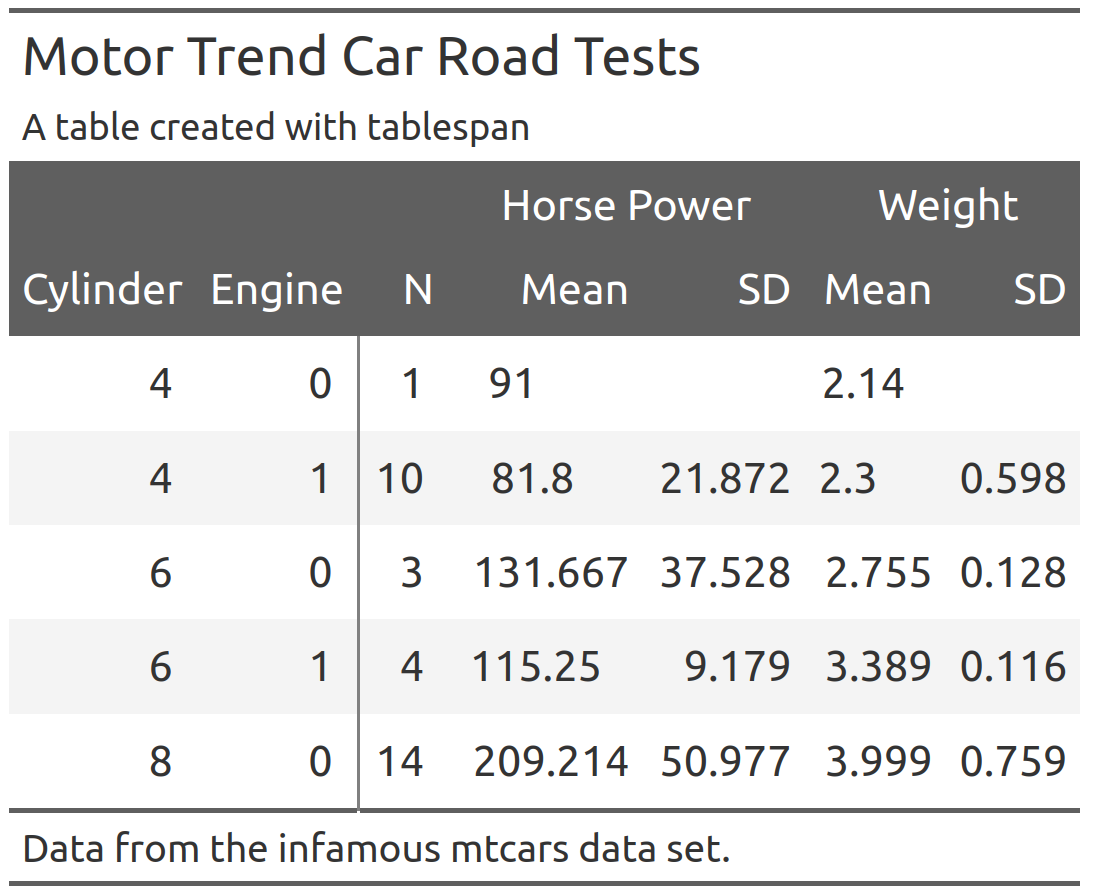 Motor Trend Car Road Tests
A table created with tablespan
Horse Power Weight
Cylinder Engine N Mean SD Mean SD
4 0 1 91 2.14
4 1 10 81.8 21.872 2.3 0.598
6 0 3 131.667 37.528 2.755 0.128
6 1 4 115.25 9.179 3.389 0.116
8 0 14 209.214 50.977 3.999 0.759
Data from the infamous mtcars data set.